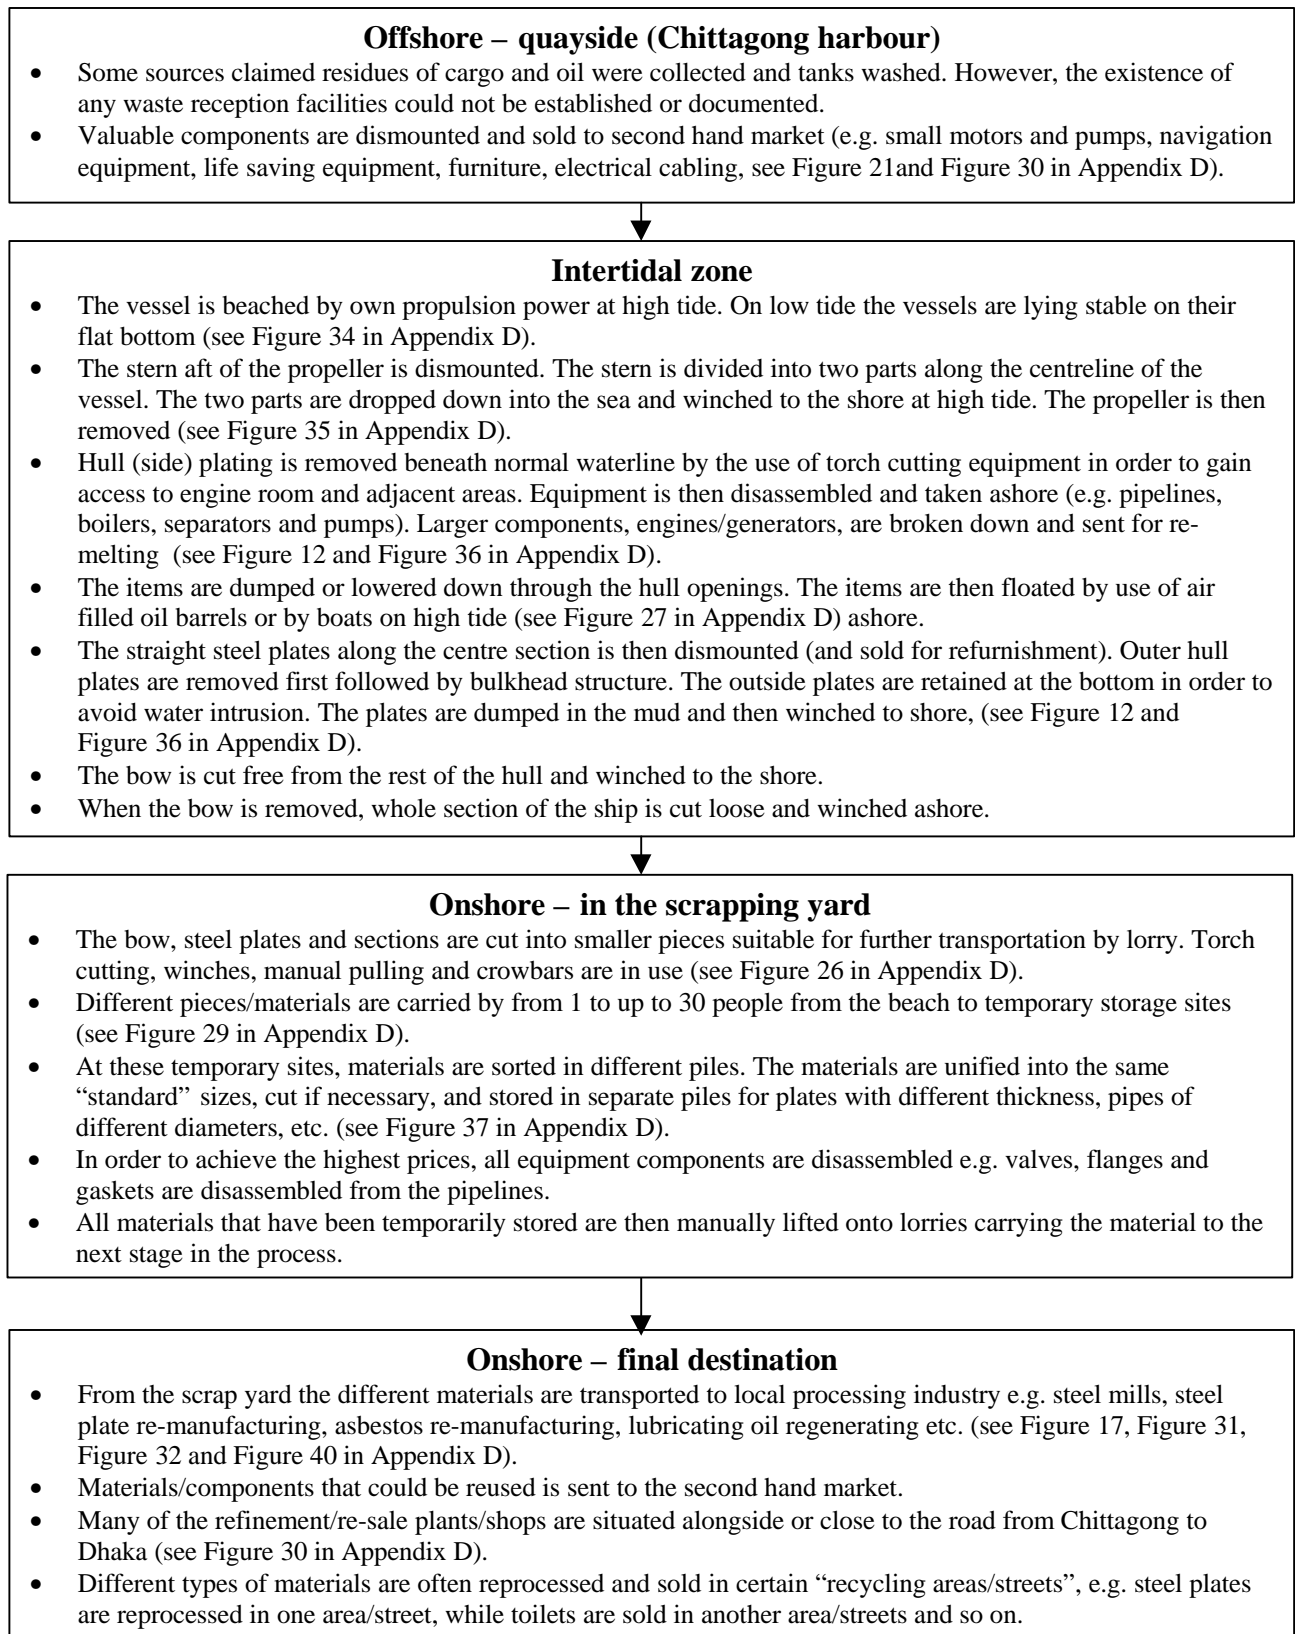 Offshore – quayside (Chittagong harbour)
• Some sources claimed residues of cargo and oil were collected and tanks washed. However, the existence of
any waste reception facilities could not be established or documented.
• Valuable components are dismounted and sold to second hand market (e.g. small motors and pumps, navigation
equipment, life saving equipment, furniture, electrical cabling, see Figure 21and Figure 30 in Appendix D).
Intertidal zone
• The vessel is beached by own propulsion power at high tide. On low tide the vessels are lying stable on their
flat bottom (see Figure 34 in Appendix D).
• The stern aft of the propeller is dismounted. The stern is divided into two parts along the centreline of the
vessel. The two parts are dropped down into the sea and winched to the shore at high tide. The propeller is then
removed (see Figure 35 in Appendix D).
• Hull (side) plating is removed beneath normal waterline by the use of torch cutting equipment in order to gain
access to engine room and adjacent areas. Equipment is then disassembled and taken ashore (e.g. pipelines,
boilers, separators and pumps). Larger components, engines/generators, are broken down and sent for re-
melting (see Figure 12 and Figure 36 in Appendix D).
• The items are dumped or lowered down through the hull openings. The items are then floated by use of air
filled oil barrels or by boats on high tide (see Figure 27 in Appendix D) ashore.
• The straight steel plates along the centre section is then dismounted (and sold for refurnishment). Outer hull
plates are removed first followed by bulkhead structure. The outside plates are retained at the bottom in order to
avoid water intrusion. The plates are dumped in the mud and then winched to shore, (see Figure 12 and
Figure 36 in Appendix D).
• The bow is cut free from the rest of the hull and winched to the shore.
• When the bow is removed, whole section of the ship is cut loose and winched ashore.
Onshore – in the scrapping yard
• The bow, steel plates and sections are cut into smaller pieces suitable for further transportation by lorry. Torch
cutting, winches, manual pulling and crowbars are in use (see Figure 26 in Appendix D).
• Different pieces/materials are carried by from 1 to up to 30 people from the beach to temporary storage sites
(see Figure 29 in Appendix D).
• At these temporary sites, materials are sorted in different piles. The materials are unified into the same
“standard” sizes, cut if necessary, and stored in separate piles for plates with different thickness, pipes of
different diameters, etc. (see Figure 37 in Appendix D).
• In order to achieve the highest prices, all equipment components are disassembled e.g. valves, flanges and
gaskets are disassembled from the pipelines.
• All materials that have been temporarily stored are then manually lifted onto lorries carrying the material to the
next stage in the process.
Onshore – final destination
• From the scrap yard the different materials are transported to local processing industry e.g. steel mills, steel
plate re-manufacturing, asbestos re-manufacturing, lubricating oil regenerating etc. (see Figure 17, Figure 31,
Figure 32 and Figure 40 in Appendix D).
• Materials/components that could be reused is sent to the second hand market.
• Many of the refinement/re-sale plants/shops are situated alongside or close to the road from Chittagong to
Dhaka (see Figure 30 in Appendix D).
• Different types of materials are often reprocessed and sold in certain “recycling areas/streets”, e.g. steel plates
are reprocessed in one area/street, while toilets are sold in another area/streets and so on.